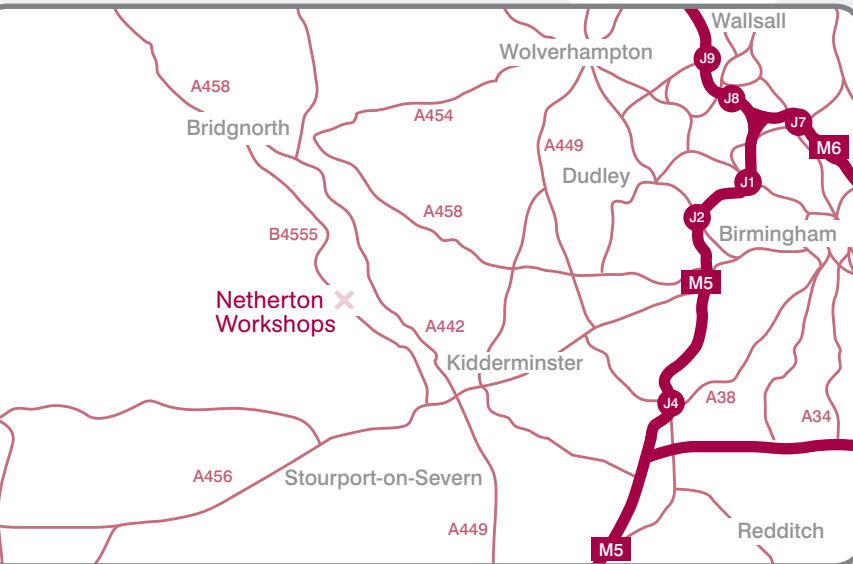 Wallsall
Wolverhampton
J9
A458
J8
A454
J7
Bridgnorth
A449
M6
Dudley
J1
A458
J2
B4555
Birmingham
M5
Netherton
Workshops
A442
Kidderminster
J4
A38
A34
A456
Stourport-on-Severn
A449
Redditch
M5